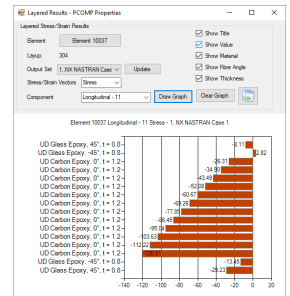 Layered Results - PCOMP Properties
Layered Stress/Strain Results
Element
Element 10037
Layup:
304
Output Set
1..NX NASTRAN Case
Update
Stress/Strain Vectors
Stress
Component
Longitudinal - 11
Draw Graph
Clear Graph
Show Title
Show Value
Show Material
Show Fibre Angle
Show Thickness
Element 10037 Longitudinal - 11 Stress - 1..NX NASTRAN Case 1
UD Glass Epoxy, 45°, t = 0.8 -8.11
UD Glass Epoxy, -45°, t = 0.8 2.82
UD Carbon Epoxy, 0°, t = 1.2 -26.31
UD Carbon Epoxy, 0°, t = 1.2 -34.90
UD Carbon Epoxy, 0°, t = 1.2 -43.49
UD Carbon Epoxy, 0°, t = 1.2 -52.08
UD Carbon Epoxy, 0°, t = 1.2 -60.67
UD Carbon Epoxy, 0°, t = 1.2 -69.26
UD Carbon Epoxy, 0°, t = 1.2 -77.85
UD Carbon Epoxy, 0°, t = 1.2 -86.45
UD Carbon Epoxy, 0°, t = 1.2 -95.04
UD Carbon Epoxy, 0°, t = 1.2 -103.63
UD Carbon Epoxy, 0°, t = 1.2 -112.22
UD Carbon Epoxy, 0°, t = 1.2
UD Glass Epoxy, -45°, t = 0.8 -13.45
UD Glass Epoxy, 45°, t = 0.8 -29.23
-140 -120 -100 -80 -60 -40 -20 0 20